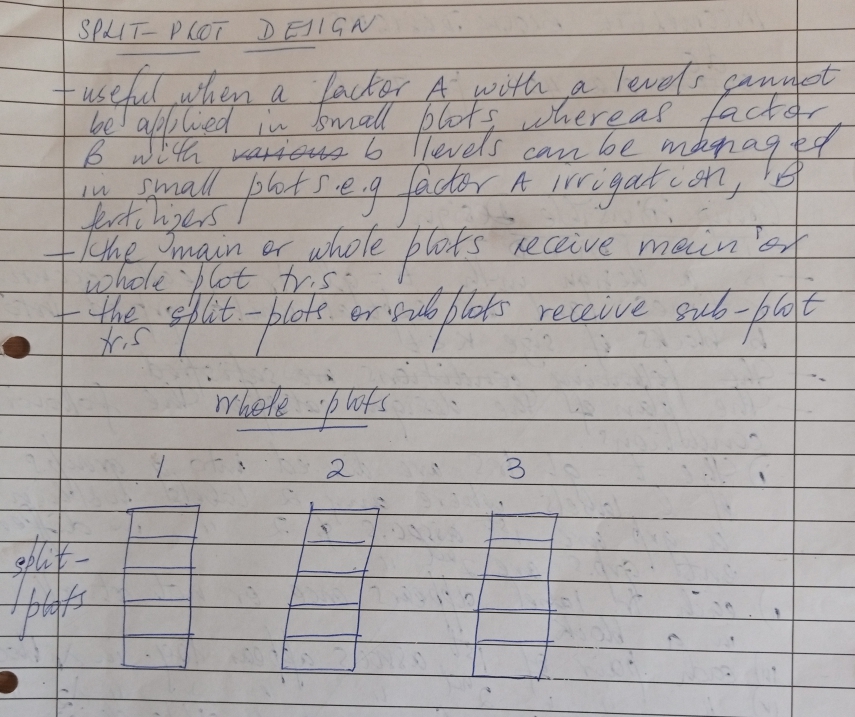 SPLIT-PLOT DESIGN
- useful when a factor A with a levels cannot
be applied in small plots whereas factor
B with various b levels can be managed
in small plots e.g factor A irrigation, B
fertilizers
- the main or whole plots receive main or
whole plot tr.s
- the split-plots or subplots receive sub-plot
tr.s
whole plots
1 2 3
split-
plots